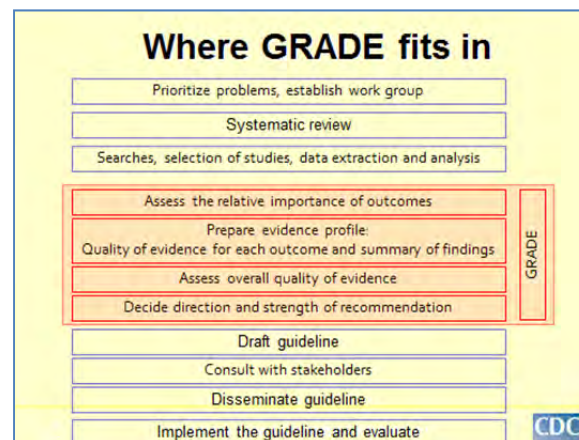 Where GRADE fits in
Prioritize problems, establish work group
Systematic review
Searches, selection of studies, data extraction and analysis
Assess the relative importance of outcomes
Prepare evidence profile:
Quality of evidence for each outcome and summary of findings
Assess overall quality of evidence
Decide direction and strength of recommendation
GRADE
Draft guideline
Consult with stakeholders
Disseminate guideline
Implement the guideline and evaluate
CDC